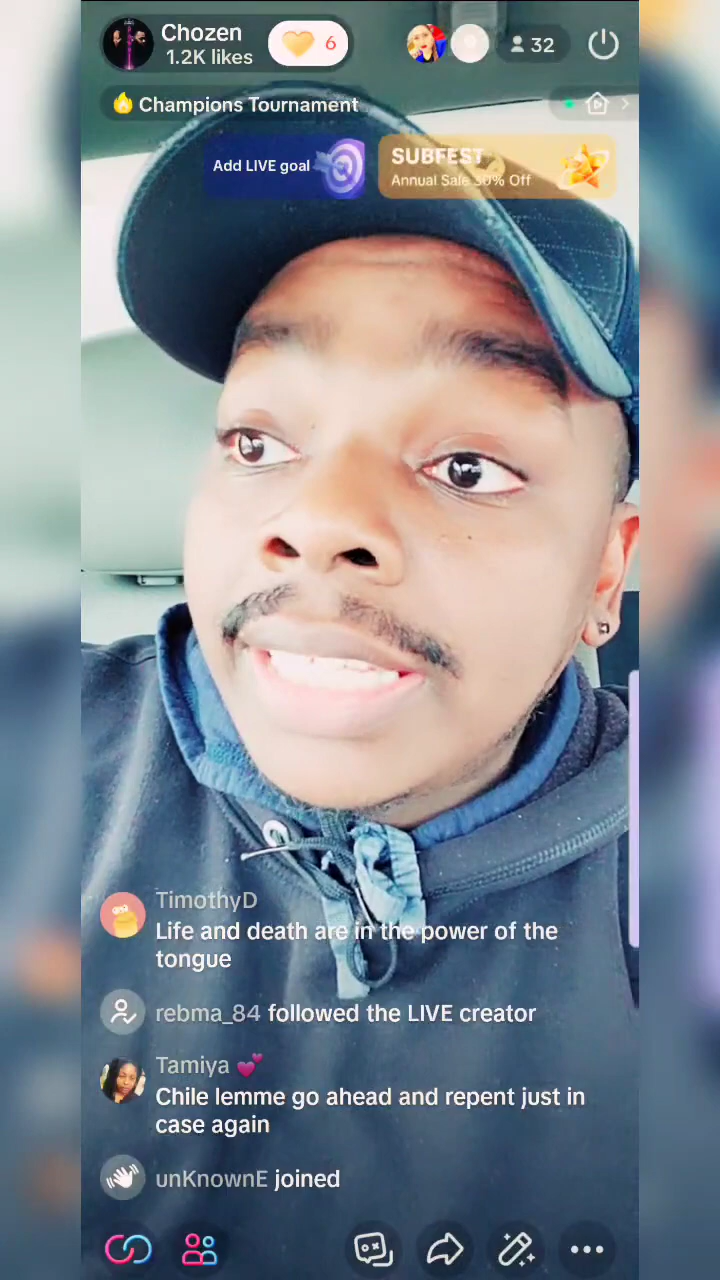 Chozen
1.2K likes
6
32
Champions Tournament
Add LIVE goal
SUBFEST
Annual Sale 30% Off
TimothyD
Life and death are in the power of the
tongue
rebma_84 followed the LIVE creator
Tamiya 💕
Chile lemme go ahead and repent just in
case again
unKnownE joined